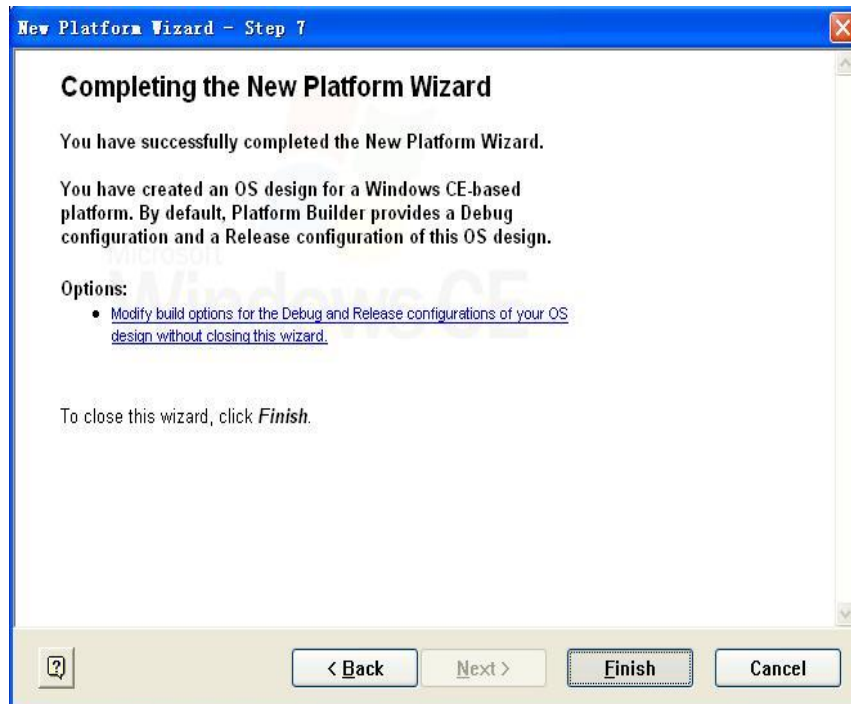 New Platform Wizard - Step 7
Completing the New Platform Wizard
You have successfully completed the New Platform Wizard.
You have created an OS design for a Windows CE-based
platform. By default, Platform Builder provides a Debug
configuration and a Release configuration of this OS design.
Microsoft
Windows CE
Options:
Modify build options for the Debug and Release configurations of your OS
design without closing this wizard.
To close this wizard, click Finish.
< Back
Next >
Finish
Cancel